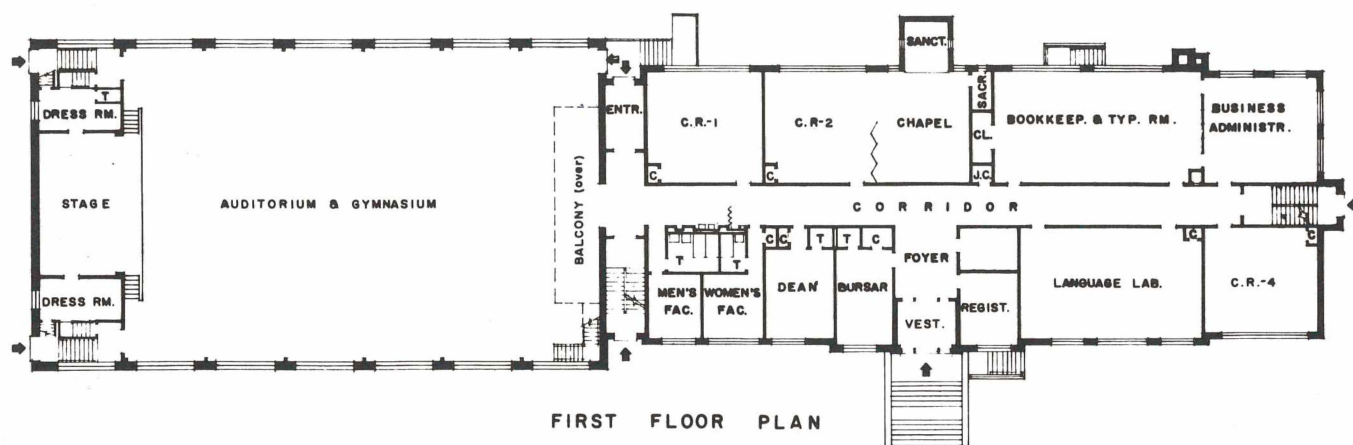 SANCT.
DRESS RM.
T
ENTR.
C.R.-1
C.R-2
CHAPEL
SACR.
CL.
J.C.
BOOKKEEP. & TYP. RM.
BUSINESS
ADMINISTR.
C
C
STAGE
AUDITORIUM & GYMNASIUM
BALCONY (over)
CORRIDOR
DRESS RM.
T
T
MEN'S
FAC.
WOMEN'S
FAC.
C
C
T
DEAN
T
C
BURSAR
FOYER
VEST.
REGIST.
LANGUAGE LAB.
C
C
C.R.-4
FIRST FLOOR PLAN